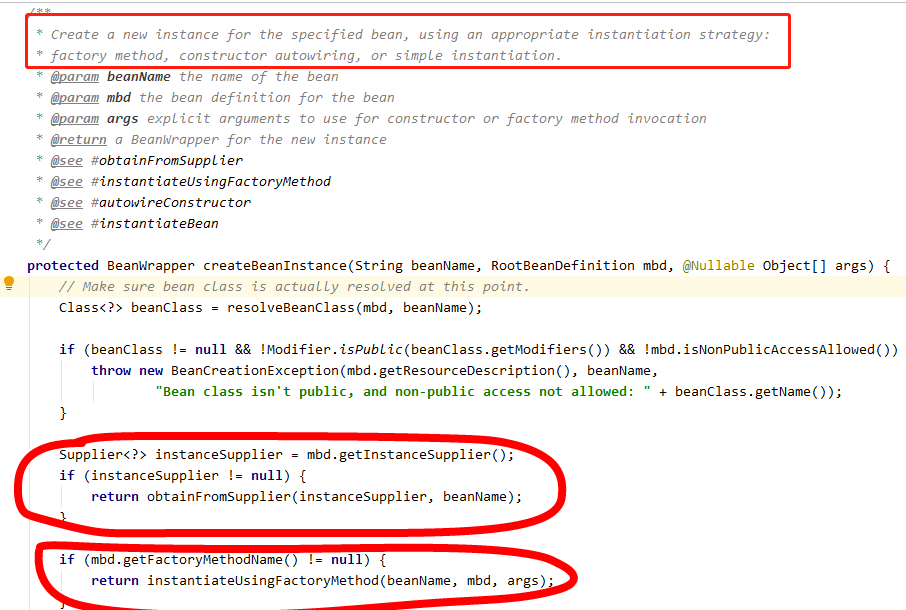 /**
* Create a new instance for the specified bean, using an appropriate instantiation strategy:
* factory method, constructor autowiring, or simple instantiation.
* @param beanName the name of the bean
* @param mbd the bean definition for the bean
* @param args explicit arguments to use for constructor or factory method invocation
* @return a BeanWrapper for the new instance
* @see #obtainFromSupplier
* @see #instantiateUsingFactoryMethod
* @see #autowireConstructor
* @see #instantiateBean
*/
protected BeanWrapper createBeanInstance(String beanName, RootBeanDefinition mbd, @Nullable Object[] args) {
// Make sure bean class is actually resolved at this point.
Class<?> beanClass = resolveBeanClass(mbd, beanName);
if (beanClass != null && !Modifier.isPublic(beanClass.getModifiers()) && !mbd.isNonPublicAccessAllowed())
throw new BeanCreationException(mbd.getResourceDescription(), beanName,
"Bean class isn't public, and non-public access not allowed: " + beanClass.getName());
}
Supplier<?> instanceSupplier = mbd.getInstanceSupplier();
if (instanceSupplier != null) {
return obtainFromSupplier(instanceSupplier, beanName);
}
if (mbd.getFactoryMethodName() != null) {
return instantiateUsingFactoryMethod(beanName, mbd, args);
}